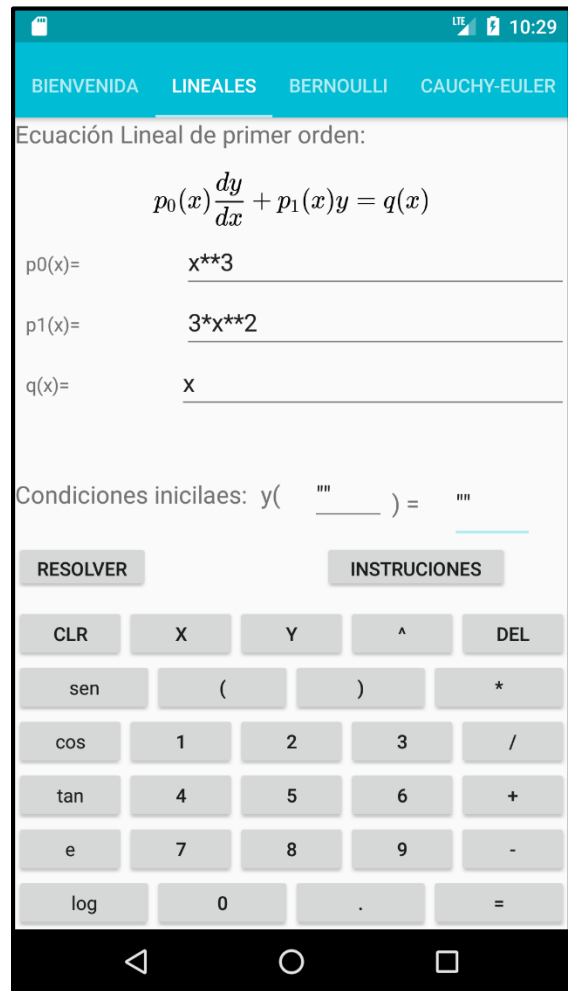 LTE 10:29
BIENVENIDA LINEALES BERNOULLI CAUCHY-EULER
Ecuación Lineal de primer orden:
p₀(x) dy/dx + p₁(x)y = q(x)
p0(x)= x**3
p1(x)= 3*x**2
q(x)= x
Condiciones inicilaes: y( "" ) = ""
RESOLVER INSTRUCIONES
CLR X Y ^ DEL
sen ( ) *
cos 1 2 3 /
tan 4 5 6 +
e 7 8 9 -
log 0 . =